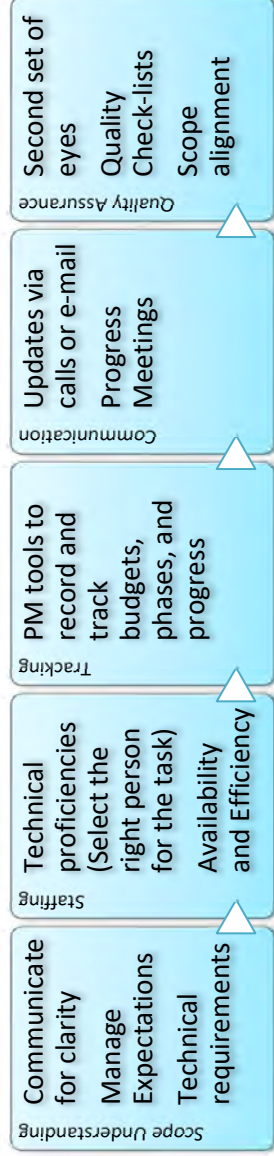 Scope Understanding
Communicate
for clarity
Manage
Expectations
Technical
requirements
Staffing
Technical
proficiencies
(Select the
right person
for the task)
Availability
and Efficiency
Tracking
PM tools to
record and
track
budgets,
phases, and
progress
Communication
Updates via
calls or e-mail
Progress
Meetings
Quality Assurance
Second set of
eyes
Quality
Check-lists
Scope
alignment